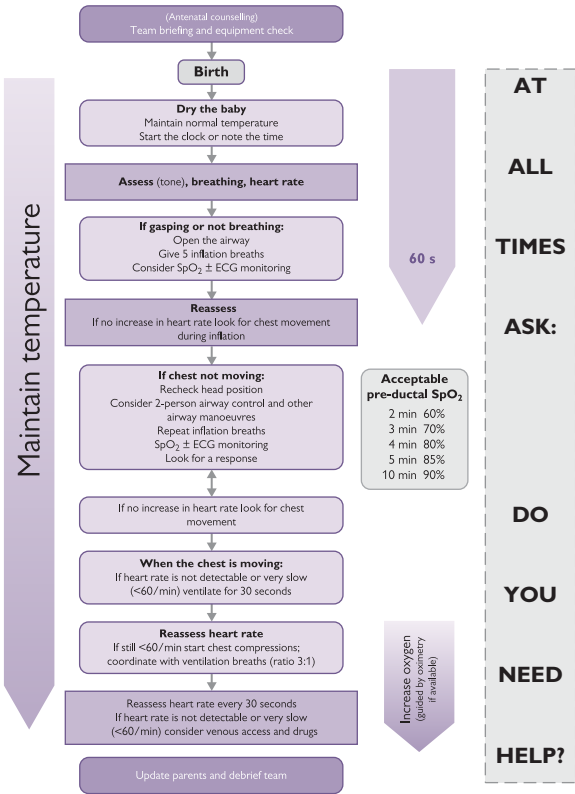 (Antenatal counselling)
Team briefing and equipment check
Birth
Dry the baby
Maintain normal temperature
Start the clock or note the time
Assess (tone), breathing, heart rate
If gasping or not breathing:
Open the airway
Give 5 inflation breaths
Consider SpO₂ ± ECG monitoring
Reassess
If no increase in heart rate look for chest movement
during inflation
If chest not moving:
Recheck head position
Consider 2-person airway control and other
airway manoeuvres
Repeat inflation breaths
SpO₂ ± ECG monitoring
Look for a response
If no increase in heart rate look for chest
movement
When the chest is moving:
If heart rate is not detectable or very slow
(<60/min) ventilate for 30 seconds
Reassess heart rate
If still <60/min start chest compressions;
coordinate with ventilation breaths (ratio 3:1)
Reassess heart rate every 30 seconds
If heart rate is not detectable or very slow
(<60/min) consider venous access and drugs
Update parents and debrief team
Maintain temperature
60 s
Acceptable
pre-ductal SpO₂
2 min 60%
3 min 70%
4 min 80%
5 min 85%
10 min 90%
Increase oxygen
(guided by oximetry
if available)
AT
ALL
TIMES
ASK:
DO
YOU
NEED
HELP?